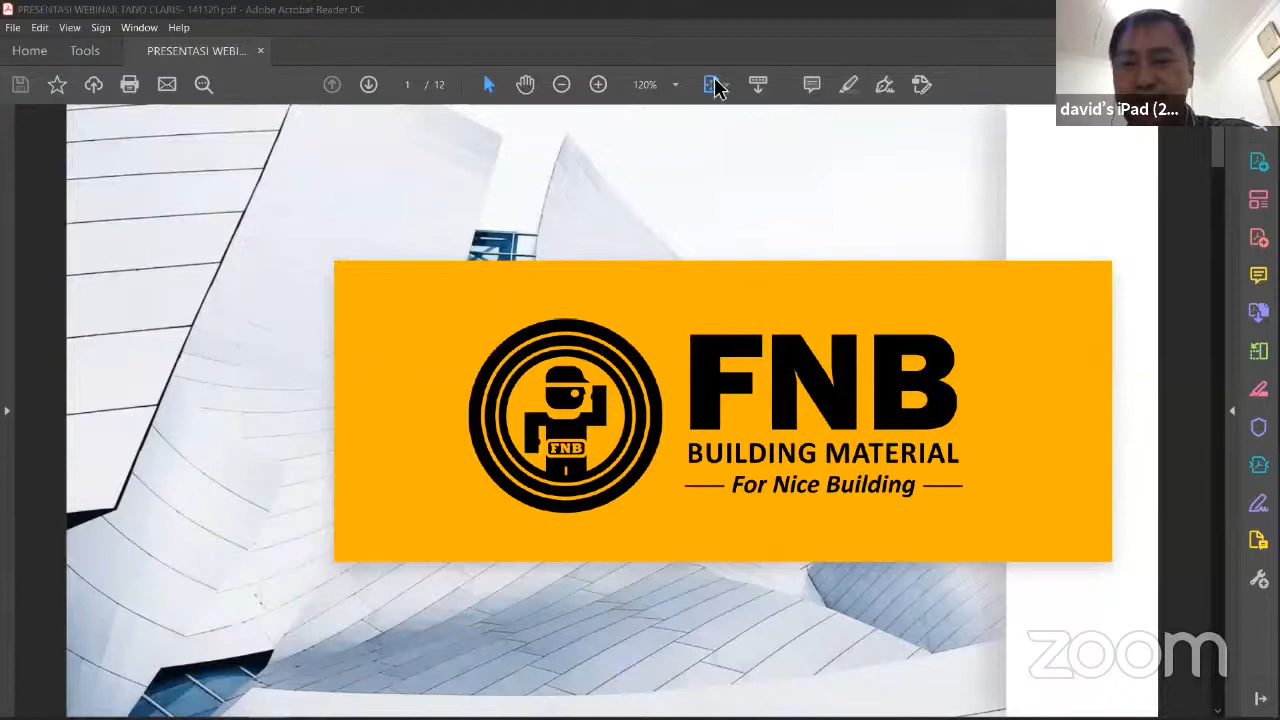 PRESENTASI WEBINAR TAIYO CLARIS- 141120.pdf - Adobe Acrobat Reader DC
File Edit View Sign Window Help
Home Tools PRESENTASI WEBI... ×
1 / 12 120%
david's iPad (2...
FNB
FNB
BUILDING MATERIAL
For Nice Building
zoom